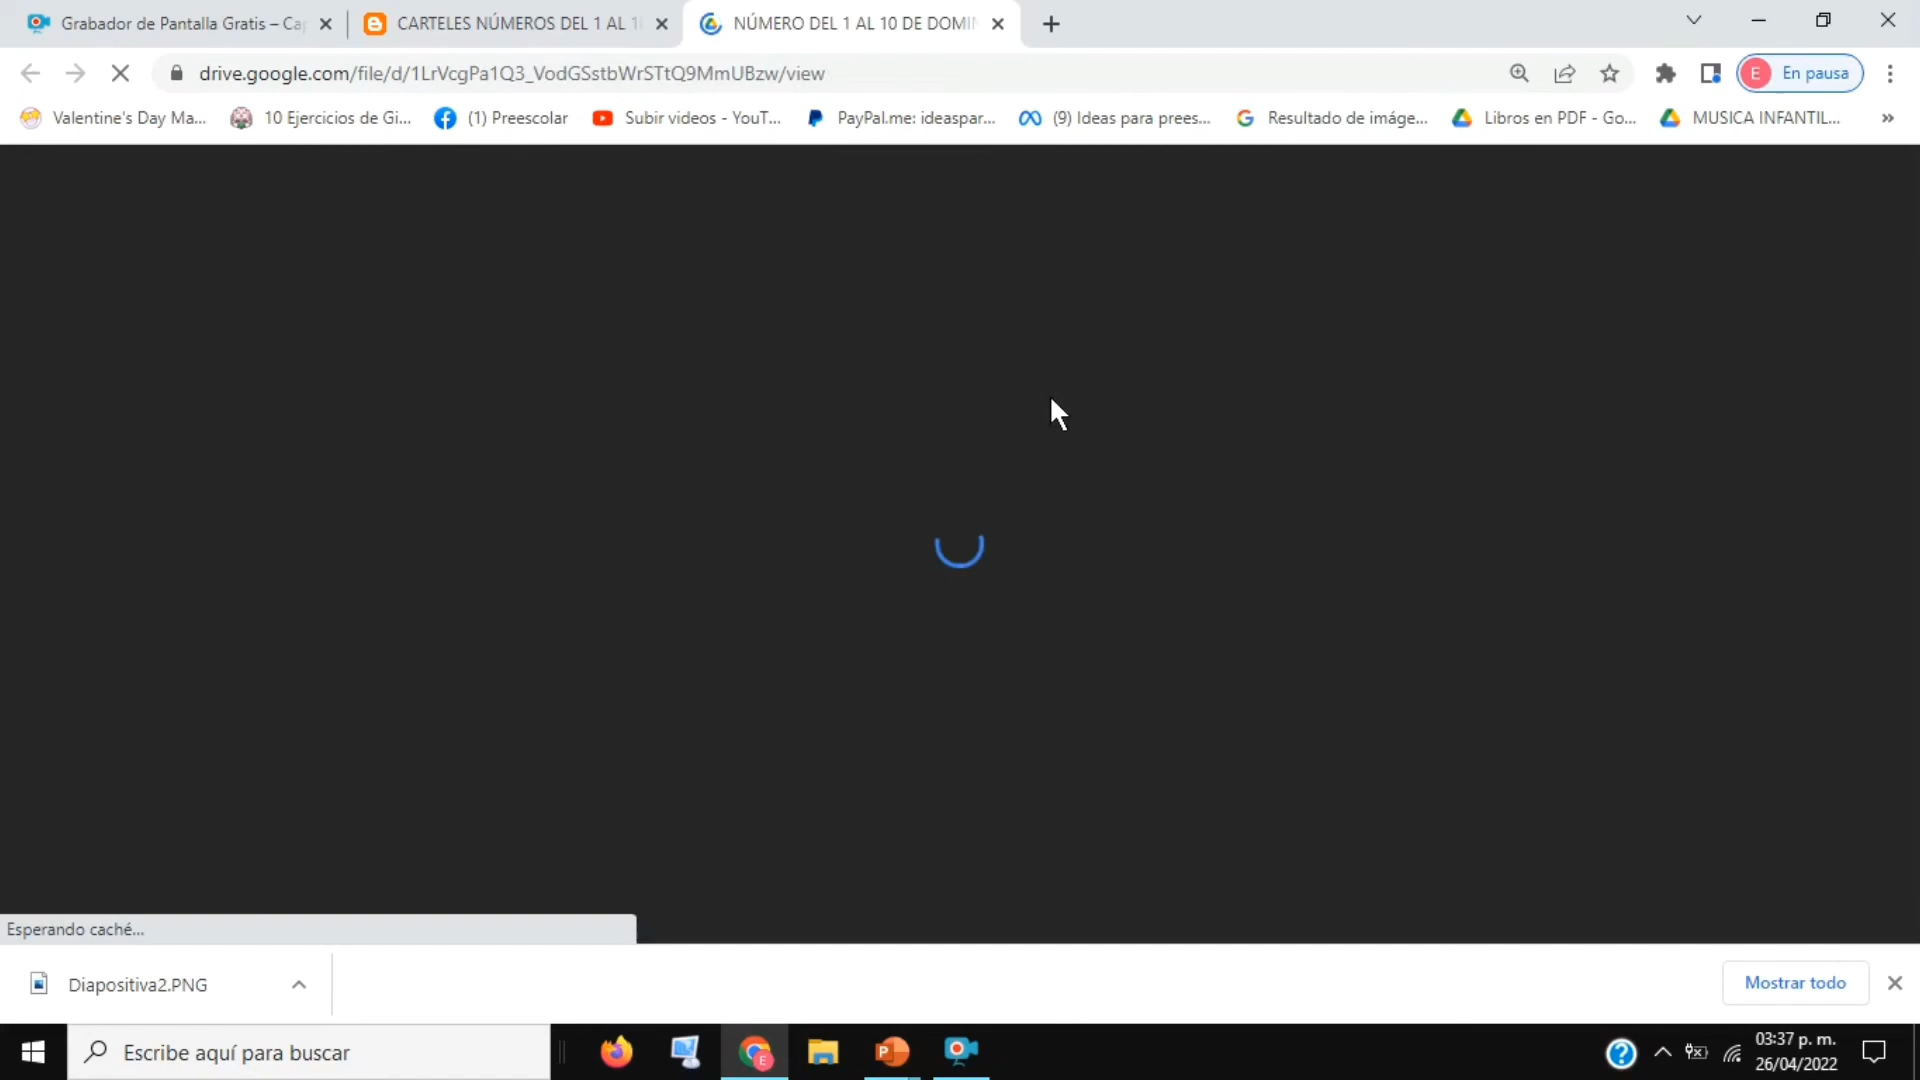 Grabador de Pantalla Gratis – Ca
CARTELES NÚMEROS DEL 1 AL 1
NÚMERO DEL 1 AL 10 DE DOMIN
drive.google.com/file/d/1LrVcgPa1Q3_VodGSstbWrSTtQ9MmUBzw/view
E En pausa
Valentine's Day Ma...
10 Ejercicios de Gi...
(1) Preescolar
Subir videos - YouT...
PayPal.me: ideaspar...
(9) Ideas para prees...
Resultado de imáge...
Libros en PDF - Go...
MUSICA INFANTIL...
Esperando caché...
Diapositiva2.PNG
Mostrar todo
Escribe aquí para buscar
03:37 p. m.
26/04/2022